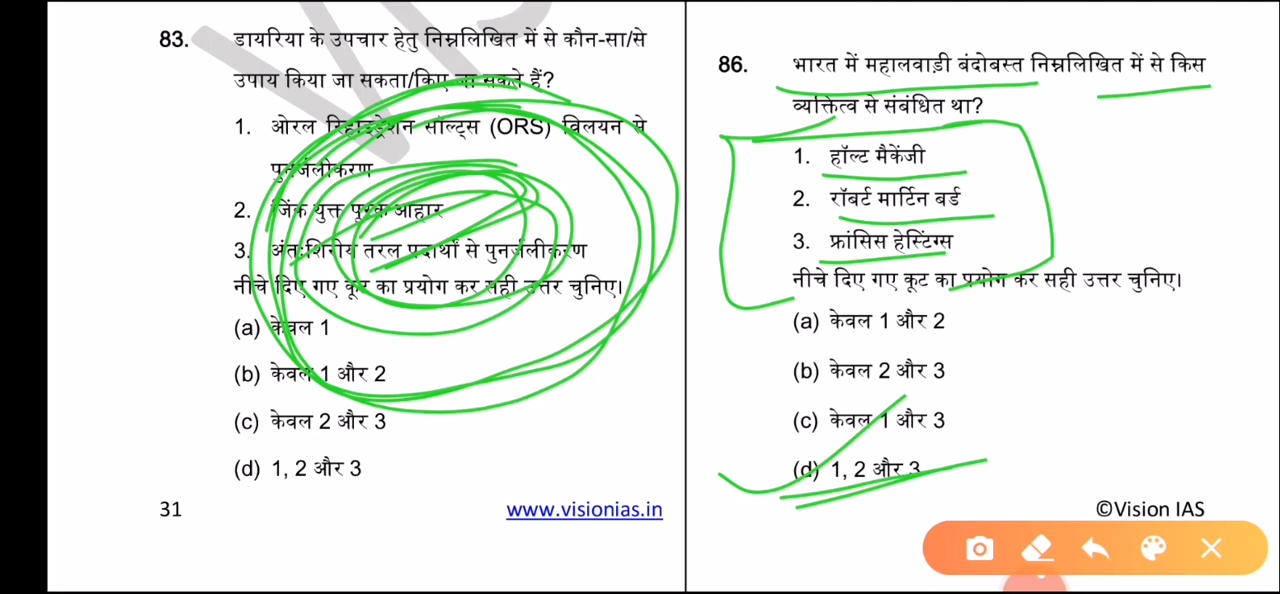 83. डायरिया के उपचार हेतु निम्नलिखित में से कौन-सा/से
उपाय किया जा सकता/किए जा सकते हैं?
1. ओरल रिहाइड्रेशन सॉल्ट्स (ORS) विलयन से
पुनर्जलीकरण
2. जिंक युक्त पूरक आहार
3. अंतःशिरीय तरल पदार्थों से पुनर्जलीकरण
नीचे दिए गए कूट का प्रयोग कर सही उत्तर चुनिए।
(a) केवल 1
(b) केवल 1 और 2
(c) केवल 2 और 3
(d) 1, 2 और 3
31 www.visionias.in
86. भारत में महालवाड़ी बंदोबस्त निम्नलिखित में से किस
व्यक्तित्व से संबंधित था?
1. हॉल्ट मैकेंजी
2. रॉबर्ट मार्टिन बर्ड
3. फ्रांसिस हेस्टिंग्स
नीचे दिए गए कूट का प्रयोग कर सही उत्तर चुनिए।
(a) केवल 1 और 2
(b) केवल 2 और 3
(c) केवल 1 और 3
(d) 1, 2 और 3
©Vision IAS